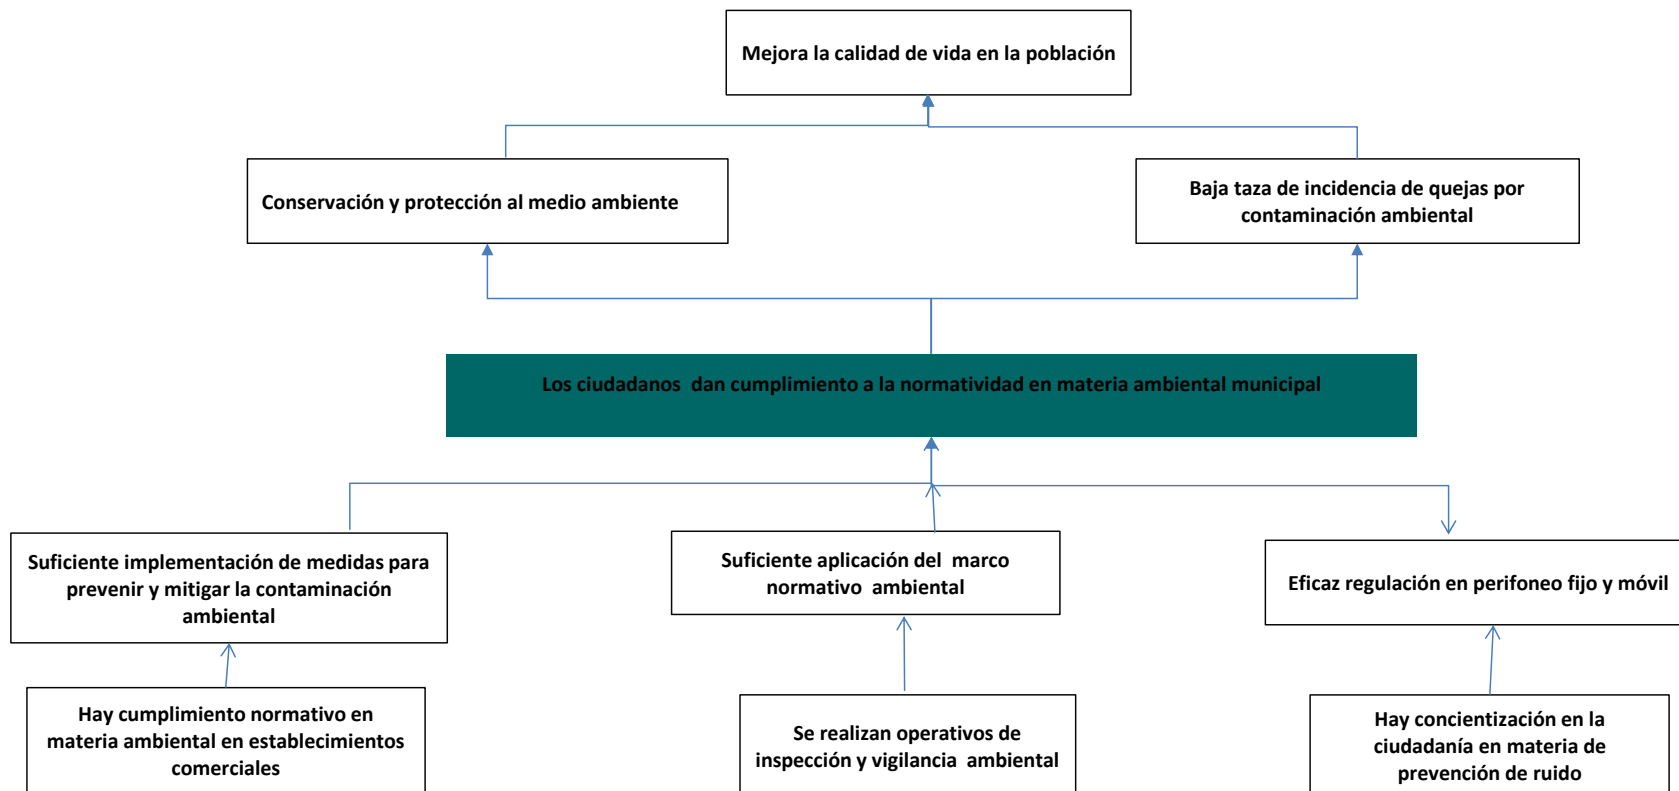 Mejora la calidad de vida en la población
Conservación y protección al medio ambiente
Baja taza de incidencia de quejas por
contaminación ambiental
Los ciudadanos  dan cumplimiento a la normatividad en materia ambiental municipal
Suficiente implementación de medidas para
prevenir y mitigar la contaminación
ambiental
Suficiente aplicación del  marco
normativo  ambiental
Eficaz regulación en perifoneo fijo y móvil
Hay cumplimiento normativo en
materia ambiental en establecimientos
comerciales
Se realizan operativos de
inspección y vigilancia  ambiental
Hay concientización en la
ciudadanía en materia de
prevención de ruido